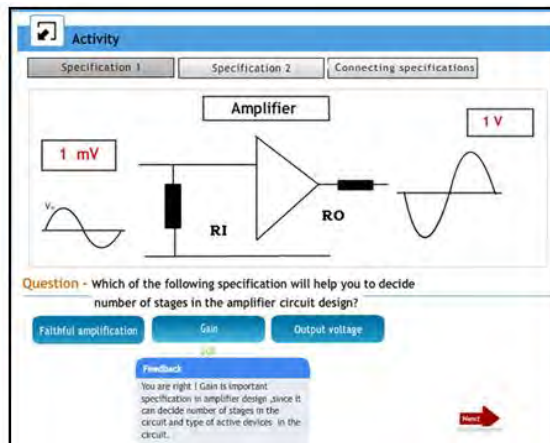 Activity
Specification 1
Specification 2
Connecting specifications
Amplifier
1 V
1 mV
RI
RO
Question - Which of the following specification will help you to decide
number of stages in the amplifier circuit design?
Faithful amplification
Gain
Output voltage
Feedback
You are right ! Gain is important
specification in amplifier design ,since it
can decide number of stages in the
circuit and type of active devices in the
circuit.
Next